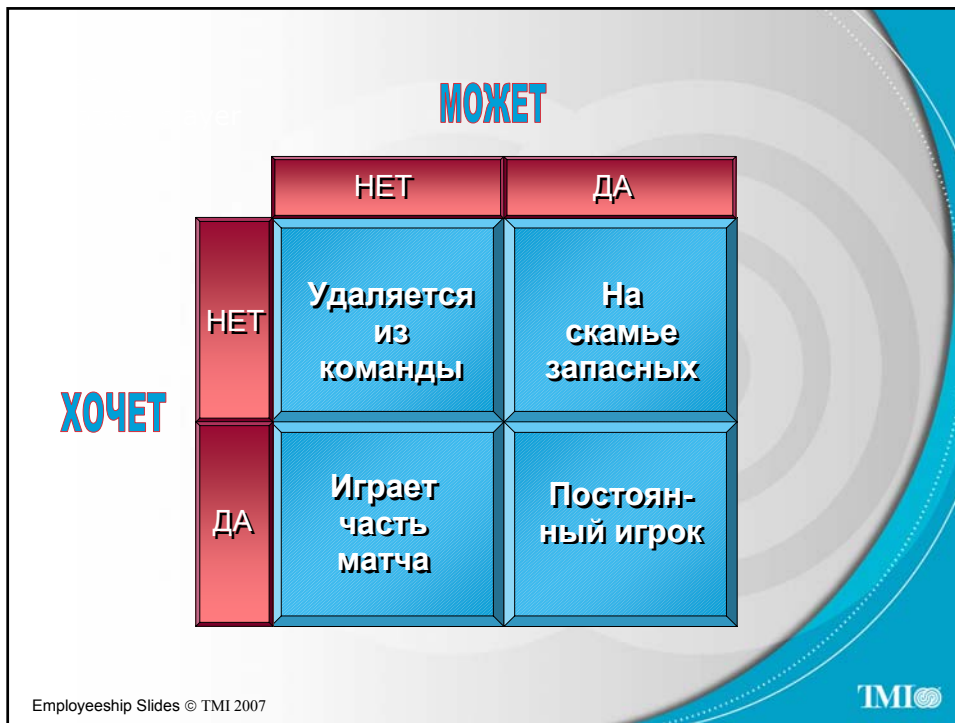 МОЖЕТ
НЕТ
ДА
НЕТ
Удаляется
из
команды
На
скамье
запасных
ХОЧЕТ
ДА
Играет
часть
матча
Постоян-
ный игрок
Employeeship Slides © TMI 2007
TMI